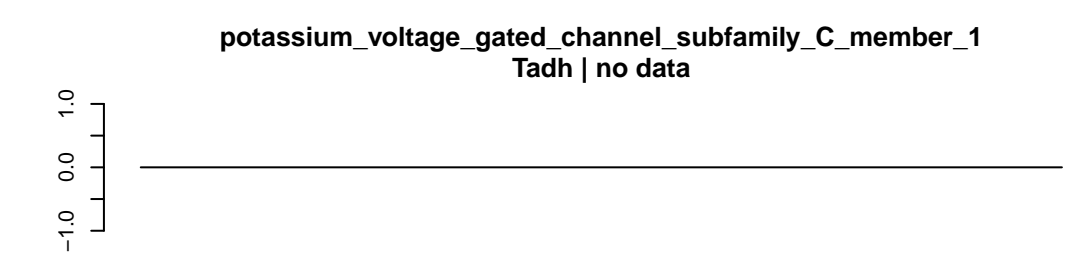 potassium_voltage_gated_channel_subfamily_C_member_1
Tadh | no data
1.0
0.0
−1.0